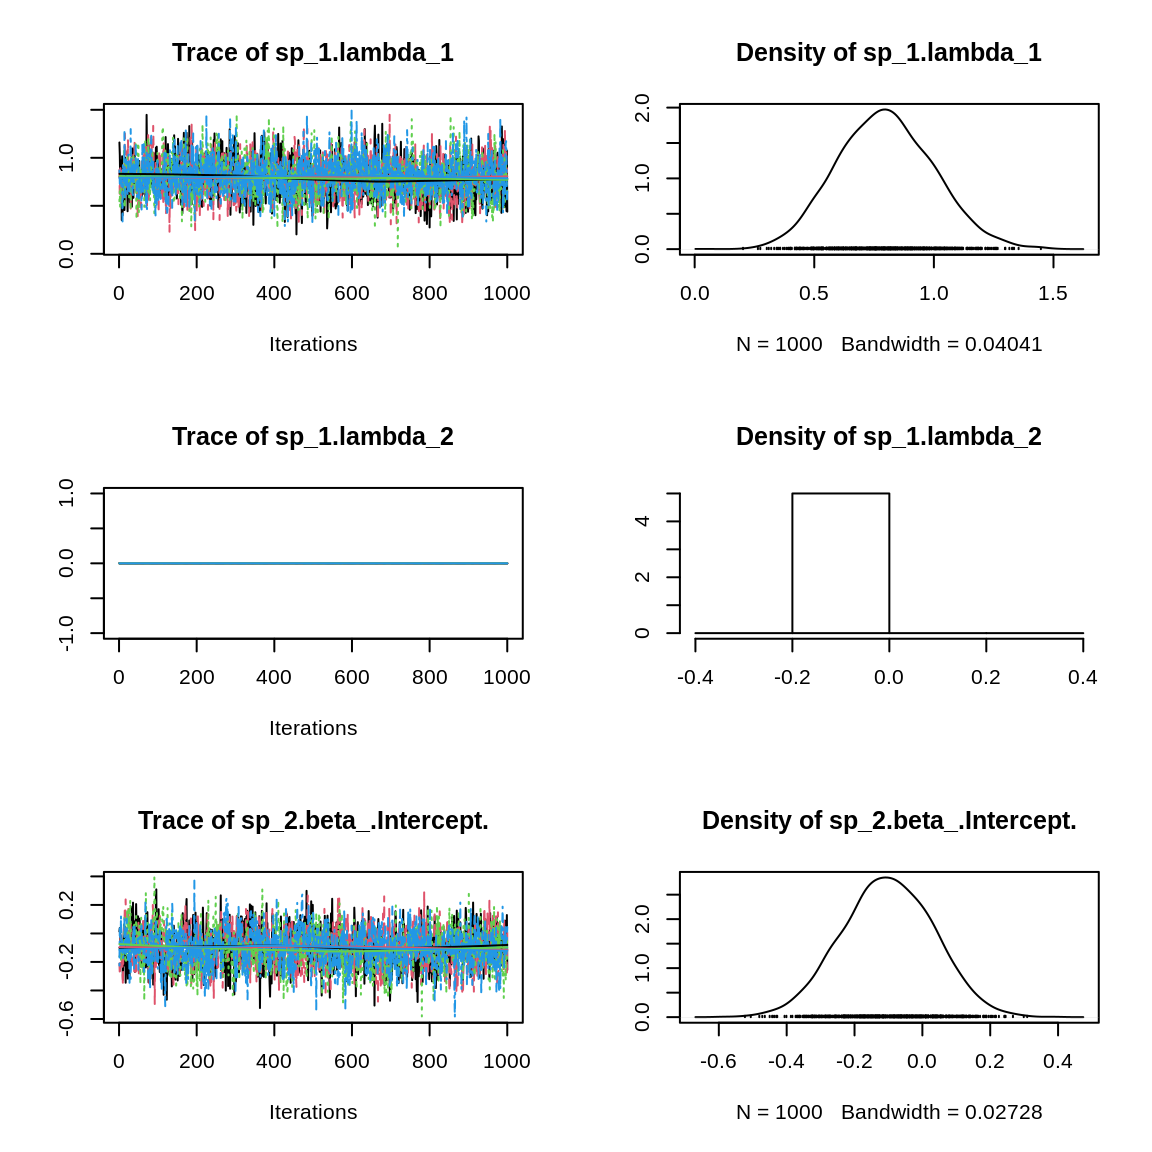 Trace of sp_1.lambda_1
1.0
0.0
0 200 400 600 800 1000
Iterations
Density of sp_1.lambda_1
2.0
1.0
0.0
0.0 0.5 1.0 1.5
N = 1000 Bandwidth = 0.04041
Trace of sp_1.lambda_2
1.0
0.0
-1.0
0 200 400 600 800 1000
Iterations
Density of sp_1.lambda_2
4
2
0
-0.4 -0.2 0.0 0.2 0.4
Trace of sp_2.beta_.Intercept.
0.2
-0.2
-0.6
0 200 400 600 800 1000
Iterations
Density of sp_2.beta_.Intercept.
2.0
1.0
0.0
-0.6 -0.4 -0.2 0.0 0.2 0.4
N = 1000 Bandwidth = 0.02728